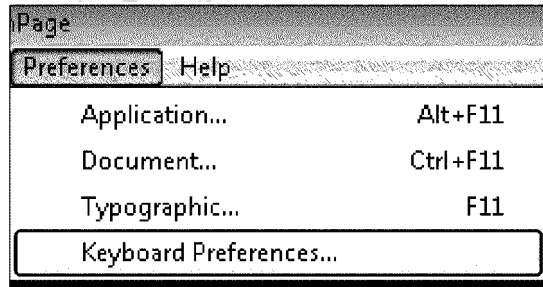 Page
Preferences Help
Application... Alt+F11
Document... Ctrl+F11
Typographic... F11
Keyboard Preferences...